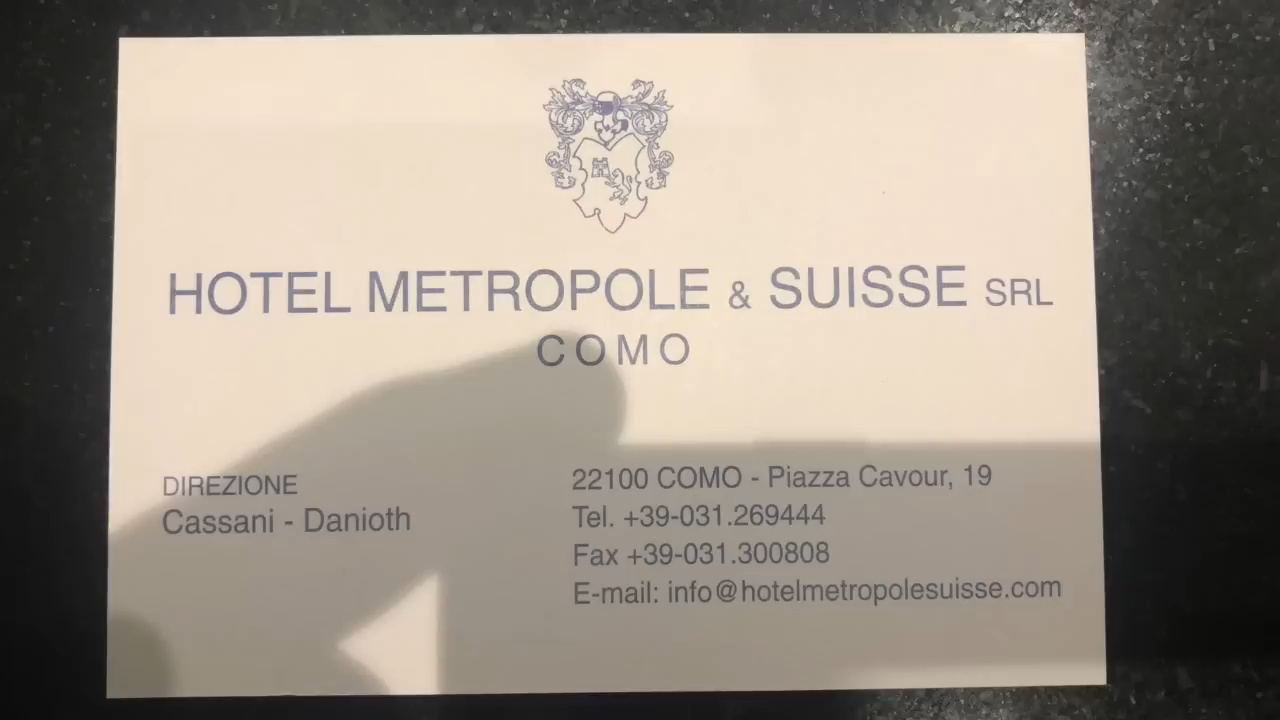 HOTEL METROPOLE & SUISSE SRL
COMO
DIREZIONE
Cassani - Danioth
22100 COMO - Piazza Cavour, 19
Tel. +39-031.269444
Fax +39-031.300808
E-mail: info@hotelmetropolesuisse.com